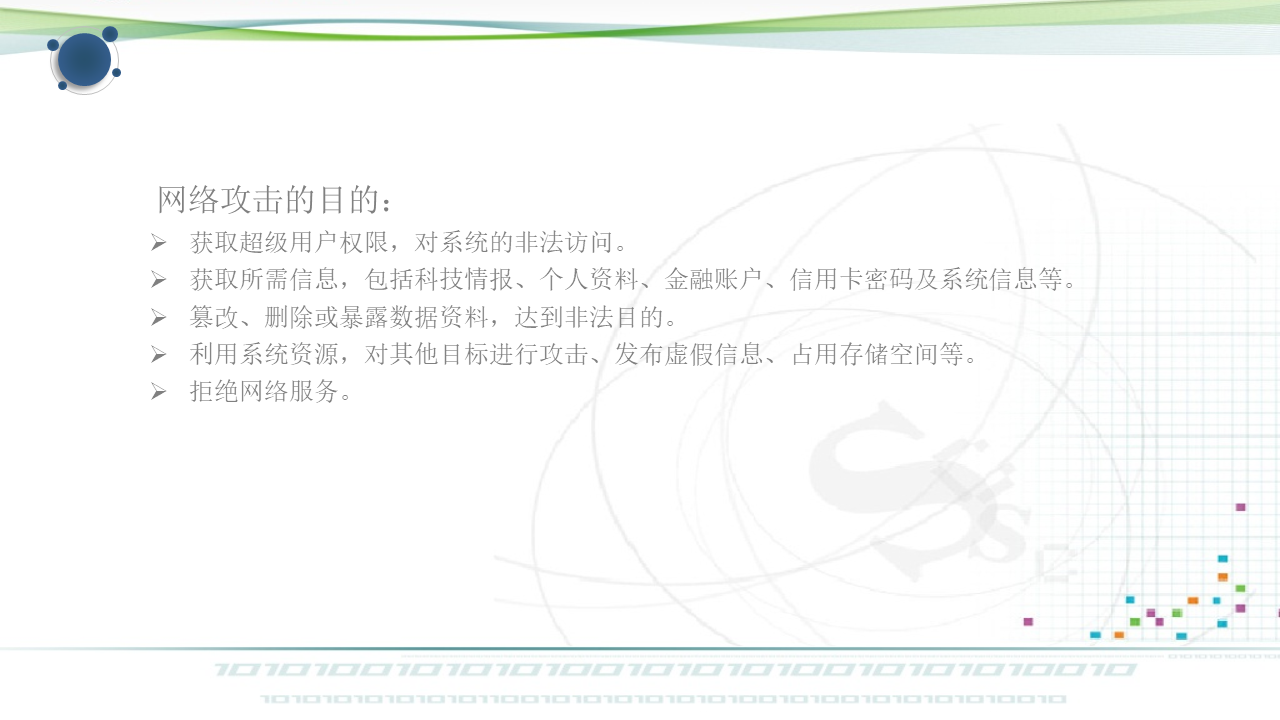 网络攻击的目的：
➢ 获取超级用户权限，对系统的非法访问。
➢ 获取所需信息，包括科技情报、个人资料、金融账户、信用卡密码及系统信息等。
➢ 篡改、删除或暴露数据资料，达到非法目的。
➢ 利用系统资源，对其他目标进行攻击、发布虚假信息、占用存储空间等。
➢ 拒绝网络服务。